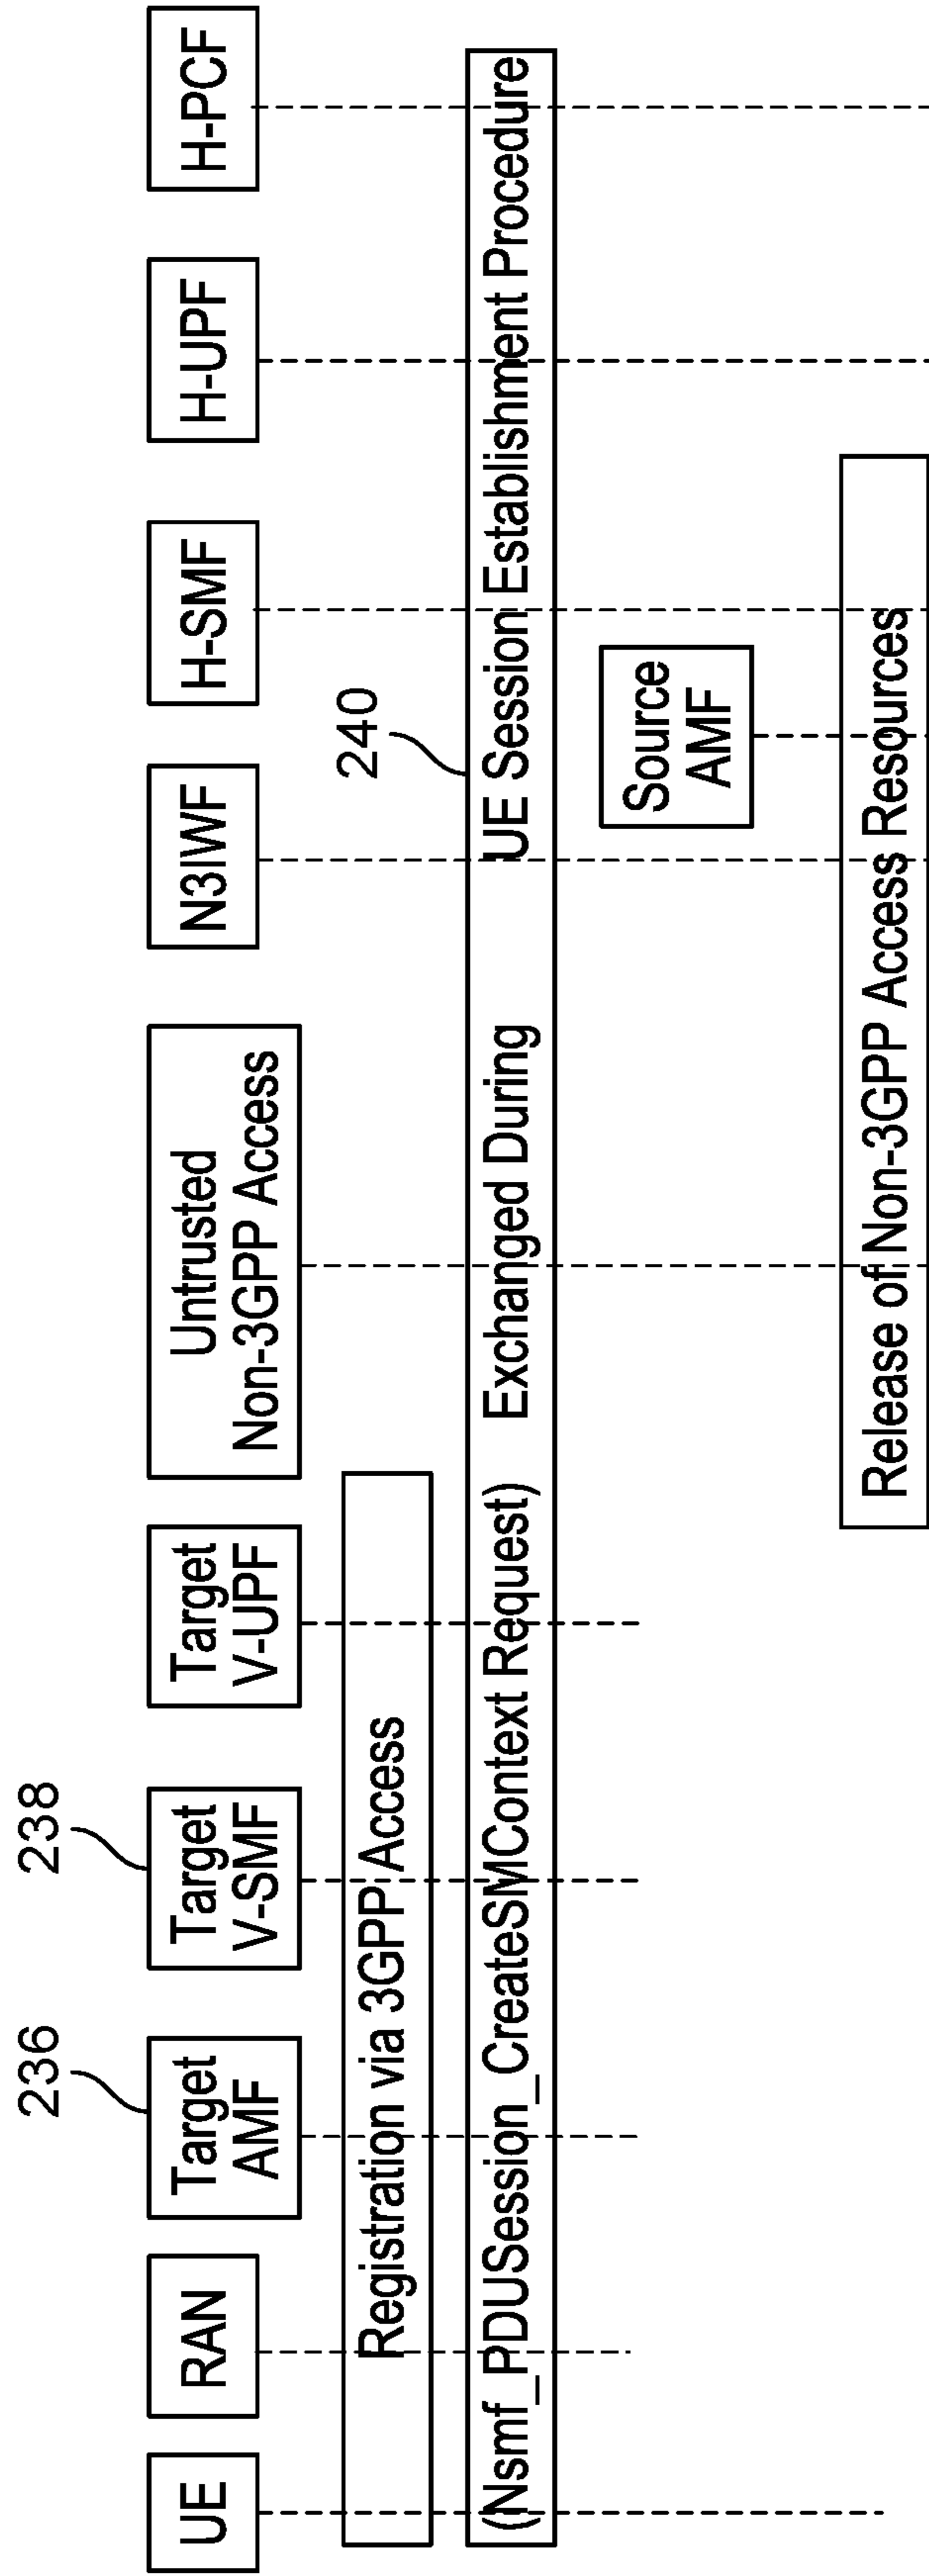 236
238
UE
RAN
Target
AMF
Target
V-SMF
Target
V-UPF
Untrusted
Non-3GPP Access
N3IWF
H-SMF
H-UPF
H-PCF
Registration via 3GPP Access
240
(Nsmf_PDUSession_CreateSMContext Request) Exchanged During UE Session Establishment Procedure
Source
AMF
Release of Non-3GPP Access Resources